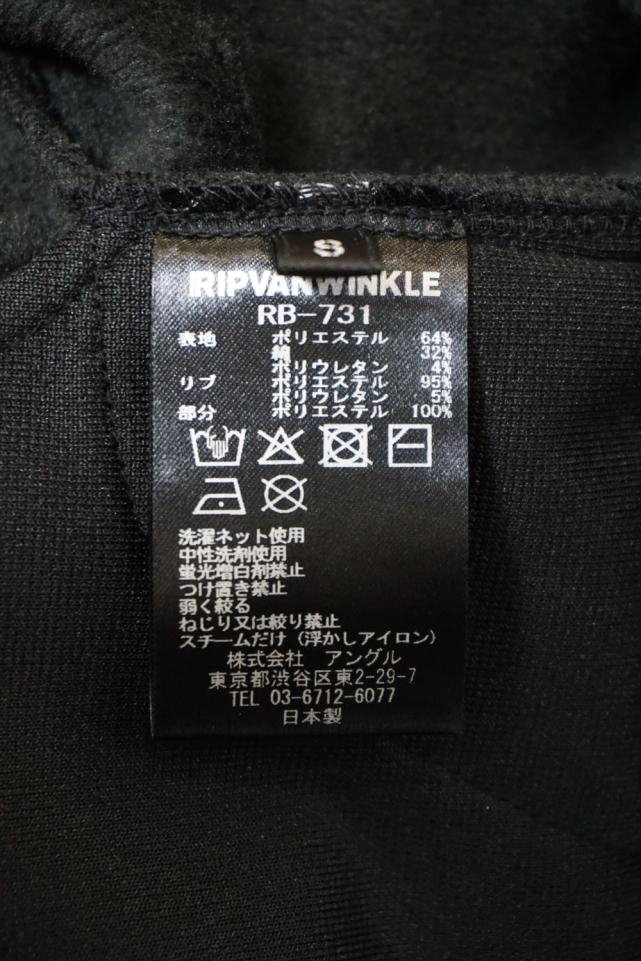 S
RIPVANWINKLE
RB-731
表地 ポリエステル 64%
綿 32%
ポリウレタン 4%
リブ ポリエステル 95%
ポリウレタン 5%
部分 ポリエステル 100%
洗濯ネット使用
中性洗剤使用
蛍光増白剤禁止
つけ置き禁止
弱く絞る
ねじり又は絞り禁止
スチームだけ(浮かしアイロン)
株式会社 アングル
東京都渋谷区東2-29-7
TEL 03-6712-6077
日本製